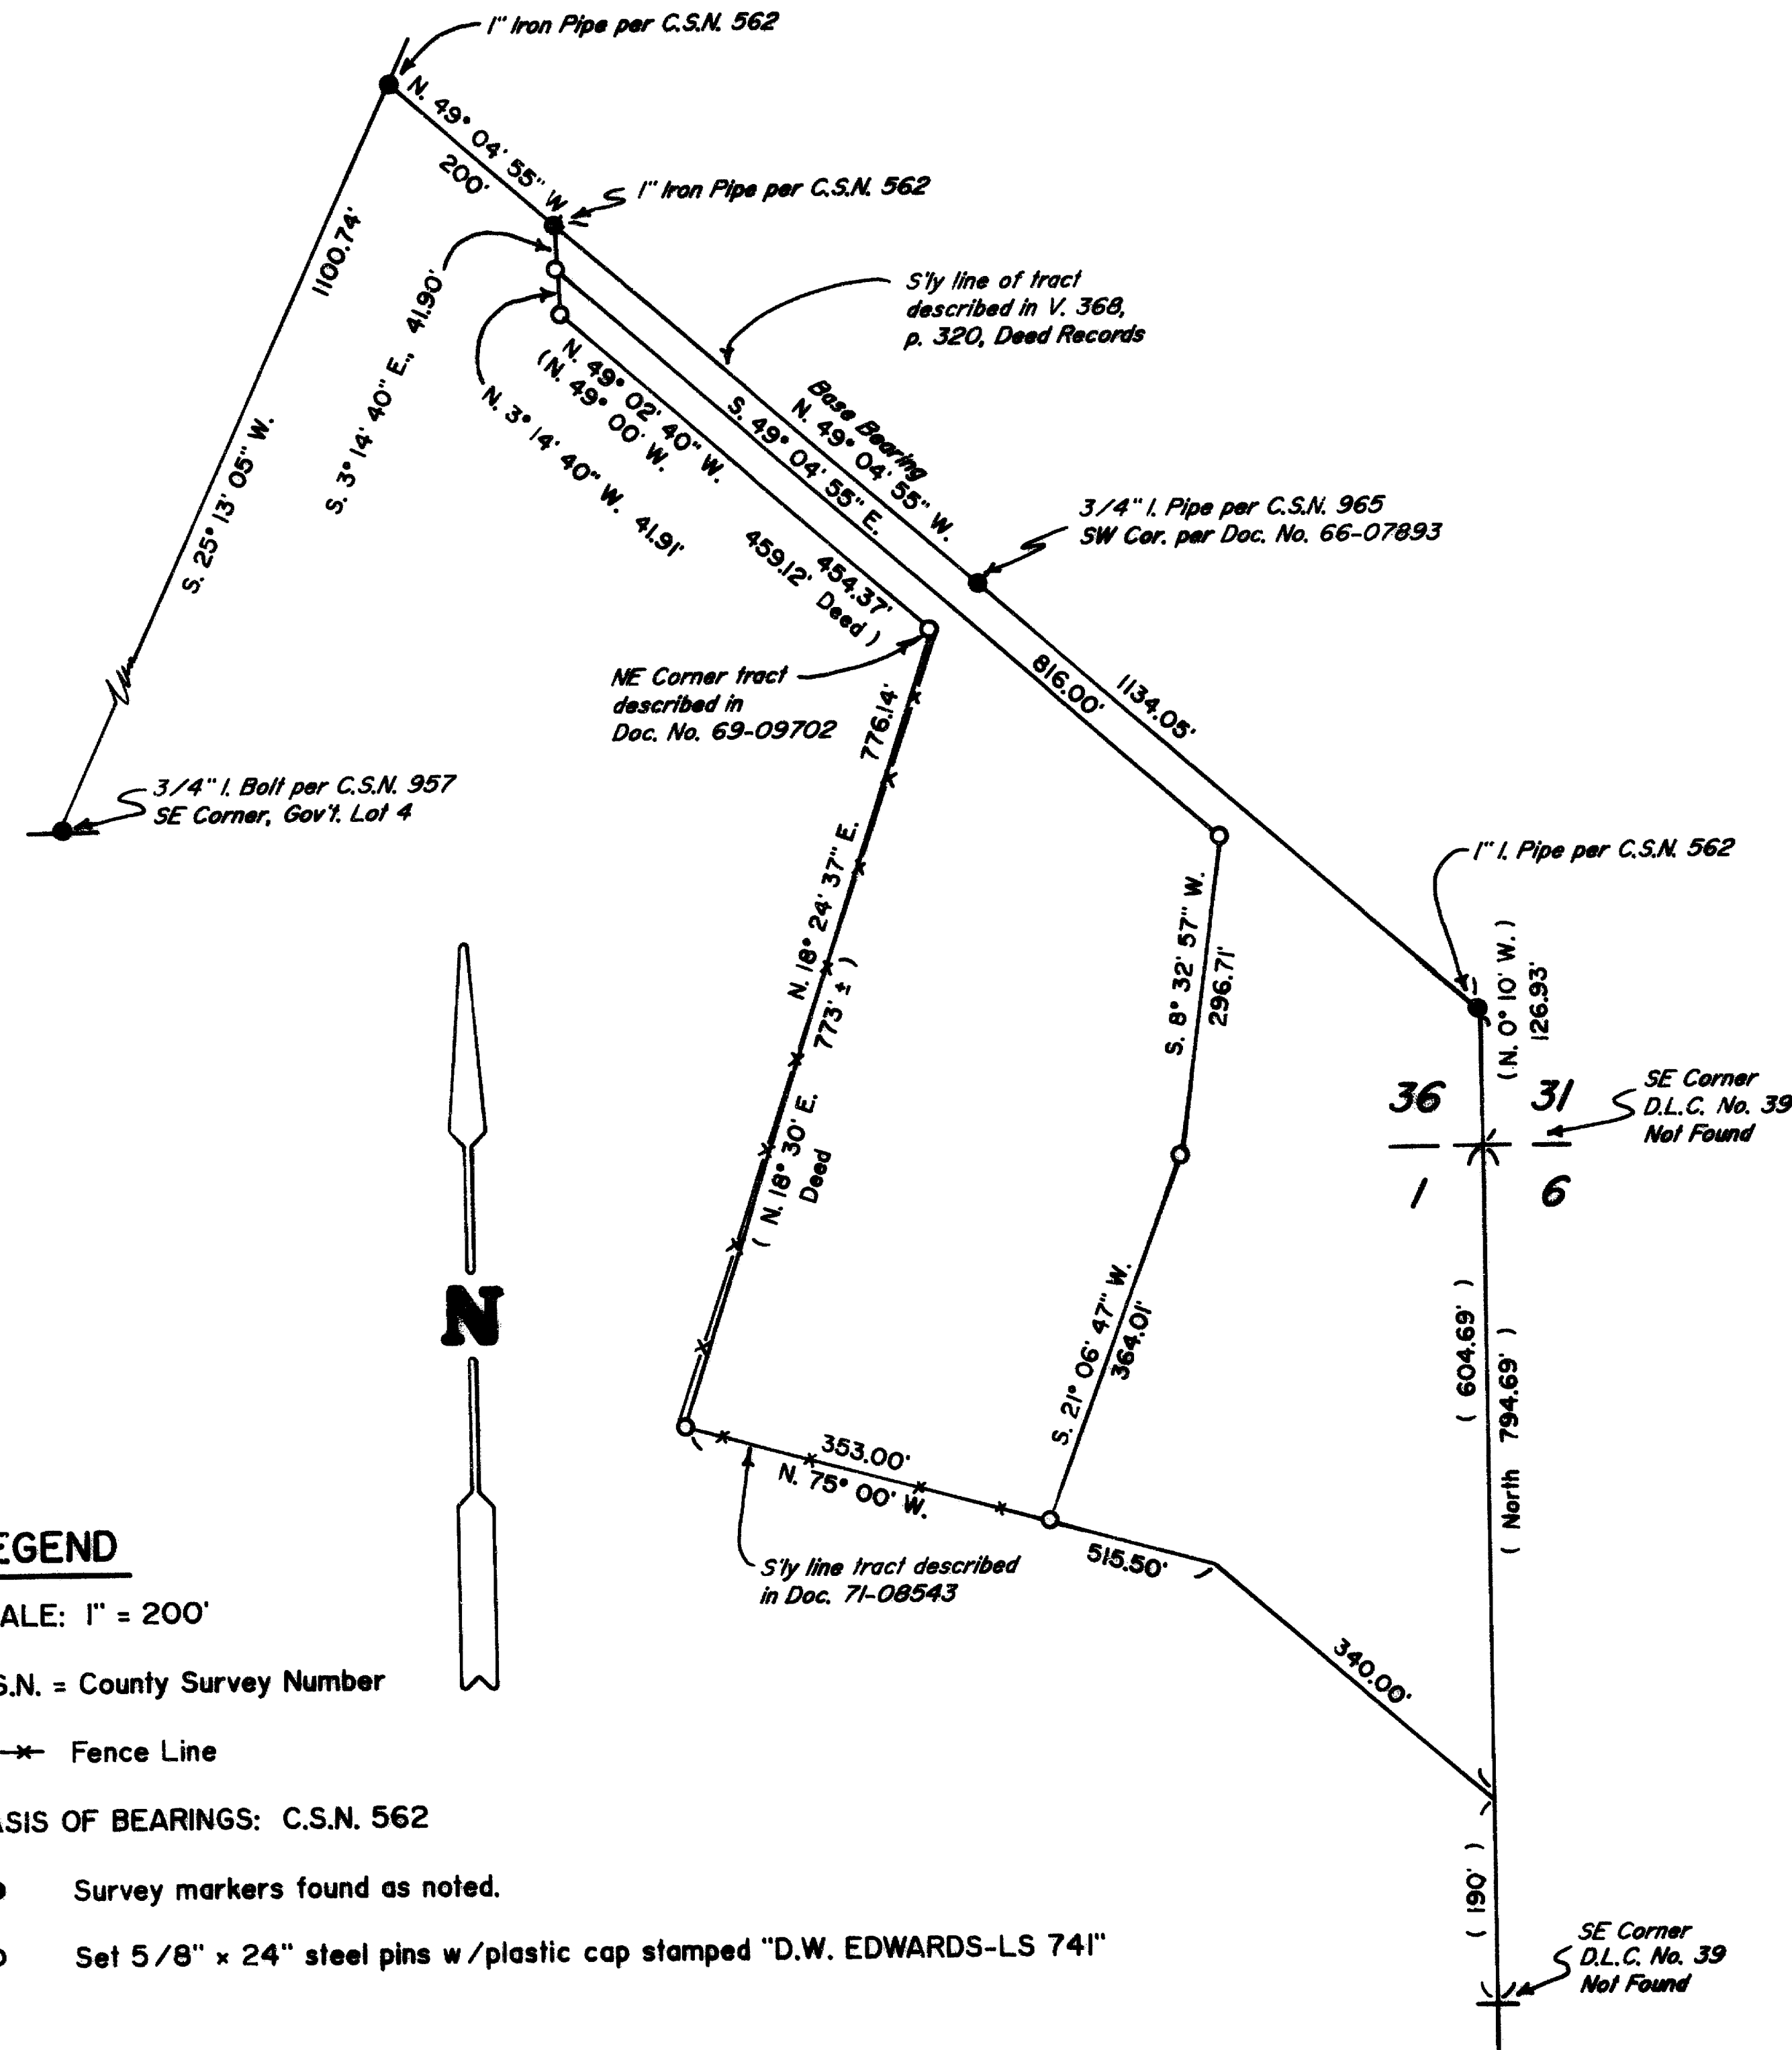 1" Iron Pipe per C.S.N. 562
N. 49° 04' 55" W
200'
1" Iron Pipe per C.S.N. 562
1100.74'
S. 25° 13' 05" W.
S. 3° 14' 40" E., 41.90'
S'ly line of tract
described in V. 368,
p. 320, Deed Records
N. 49° 02' 40" W.
(N. 49° 00' W.
N. 3° 14' 40" W. 41.91'
Base Bearing
N. 49° 04' 55" W.
S. 49° 04' 55" E.
454.37'
459.12' Deed )
3/4" I. Pipe per C.S.N. 965
SW Cor. per Doc. No. 66-07893
NE Corner tract
described in
Doc. No. 69-09702
816.00'
1134.05'
776.14'
N. 18° 24' 37" E.
773' ± )
( N. 18° 30' E.
Deed
3/4" I. Bolt per C.S.N. 957
SE Corner, Gov't. Lot 4
1" I. Pipe per C.S.N. 562
S. 8° 32' 57" W.
296.71'
( N. 0° 10' W. )
126.93'
36
31
1
6
SE Corner
D.L.C. No. 39
Not Found
S. 21° 06' 47" W.
364.01'
( 604.69' )
( North 794.69' )
N
353.00'
N. 75° 00' W.
515.50'
S'ly line tract described
in Doc. 71-08543
340.00'
( 190' )
SE Corner
D.L.C. No. 39
Not Found
EGEND
ALE: 1" = 200'
S.N. = County Survey Number
Fence Line
ASIS OF BEARINGS: C.S.N. 562
Survey markers found as noted.
Set 5/8" x 24" steel pins w/plastic cap stamped "D.W. EDWARDS-LS 741"